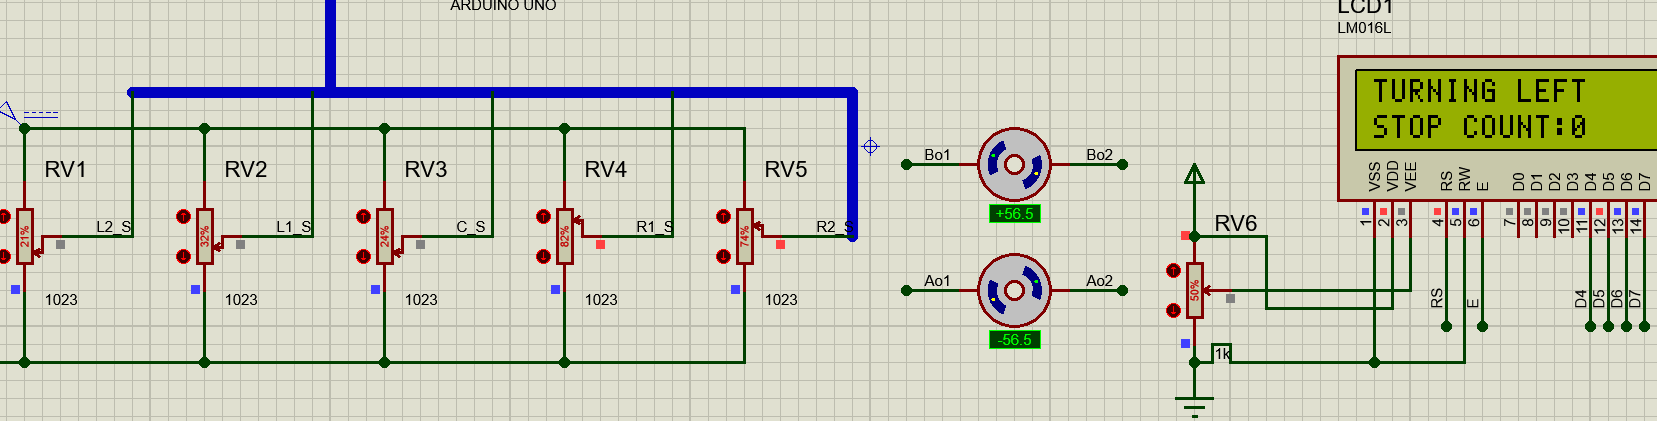 ARDUINO UNO
LCD1
LM016L
TURNING LEFT
STOP COUNT:0
RV1
RV2
RV3
RV4
RV5
RV6
Bo1
Bo2
+56.5
Ao1
Ao2
-56.5
L2_S
L1_S
C_S
R1_S
R2_S
21%
32%
24%
82%
74%
50%
1023
1023
1023
1023
1023
1k
VSS
VDD
VEE
RS
RW
E
D0
D1
D2
D3
D4
D5
D6
D7
1
2
3
4
5
6
7
8
9
10
11
12
13
14
RS
E
D4
D5
D6
D7